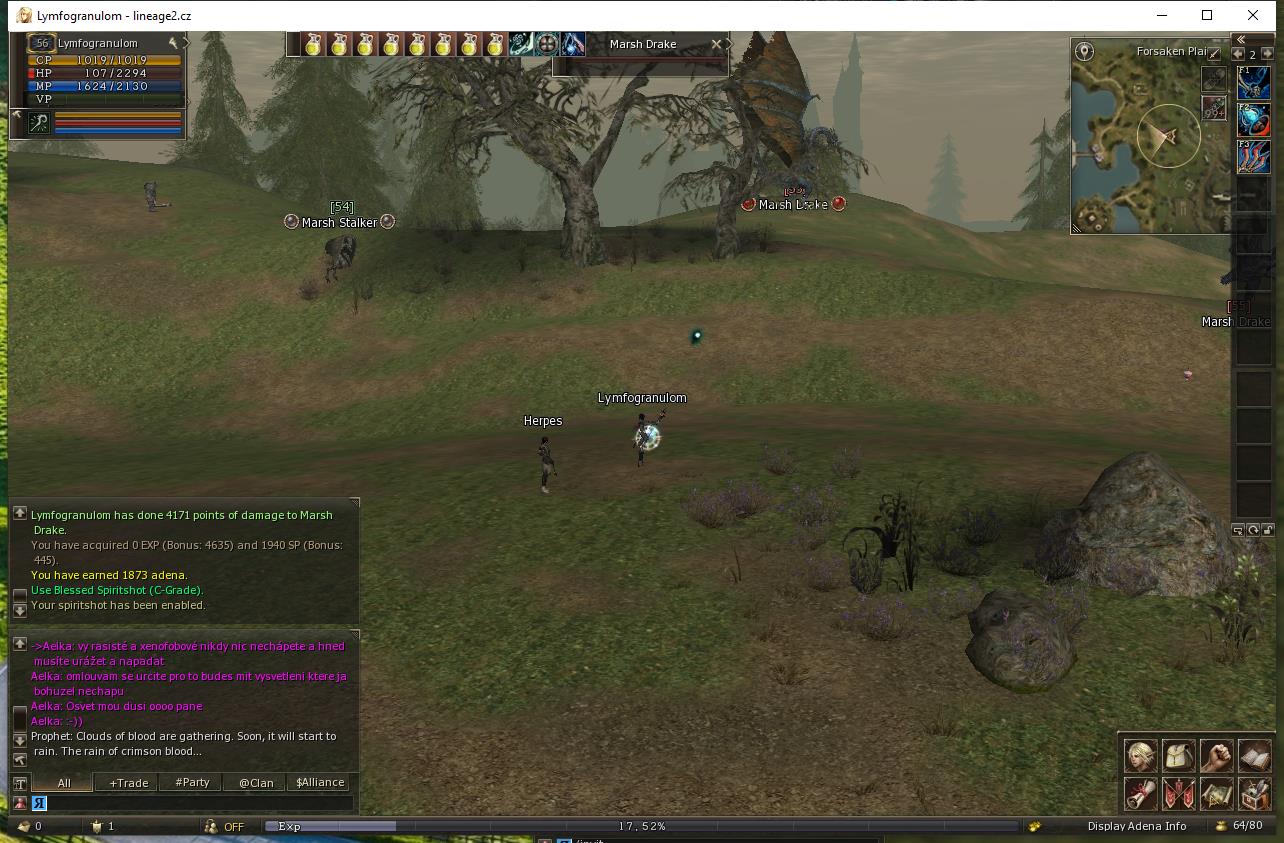 Lymfogranulom - lineage2.cz
56 Lymfogranulom
CP 1019/1019
HP 107/2294
MP 1624/2130
VP
Marsh Drake
Forsaken Plai
2
F1
99+
F2
F3
[54]
Marsh Stalker
[53]
Marsh Drake
[55]
Marsh Drake
Lymfogranulom
Herpes
Lymfogranulom has done 4171 points of damage to Marsh
Drake.
You have acquired 0 EXP (Bonus: 4635) and 1940 SP (Bonus:
445).
You have earned 1873 adena.
Use Blessed Spiritshot (C-Grade).
Your spiritshot has been enabled.
->Aelka: vy rasisté a xenofobové nikdy nic nechápete a hned
musíte urážet a napadat
Aelka: omlouvam se urcite pro to budes mit vysvetleni ktere ja
bohuzel nechapu
Aelka: Osvet mou dusi oooo pane
Aelka: :-))
Prophet: Clouds of blood are gathering. Soon, it will start to
rain. The rain of crimson blood...
All +Trade #Party @Clan $Alliance
Я
0 1 OFF Exp 17,52% Display Adena Info 64/80